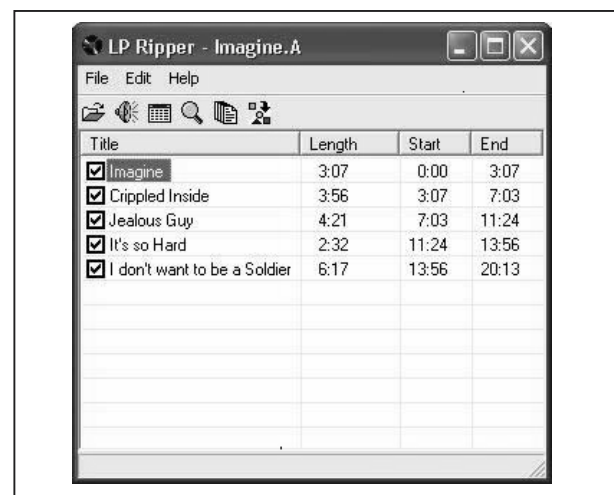 LP Ripper - Imagine.A
File Edit Help
Title Length Start End
Imagine 3:07 0:00 3:07
Crippled Inside 3:56 3:07 7:03
Jealous Guy 4:21 7:03 11:24
It's so Hard 2:32 11:24 13:56
I don't want to be a Soldier 6:17 13:56 20:13